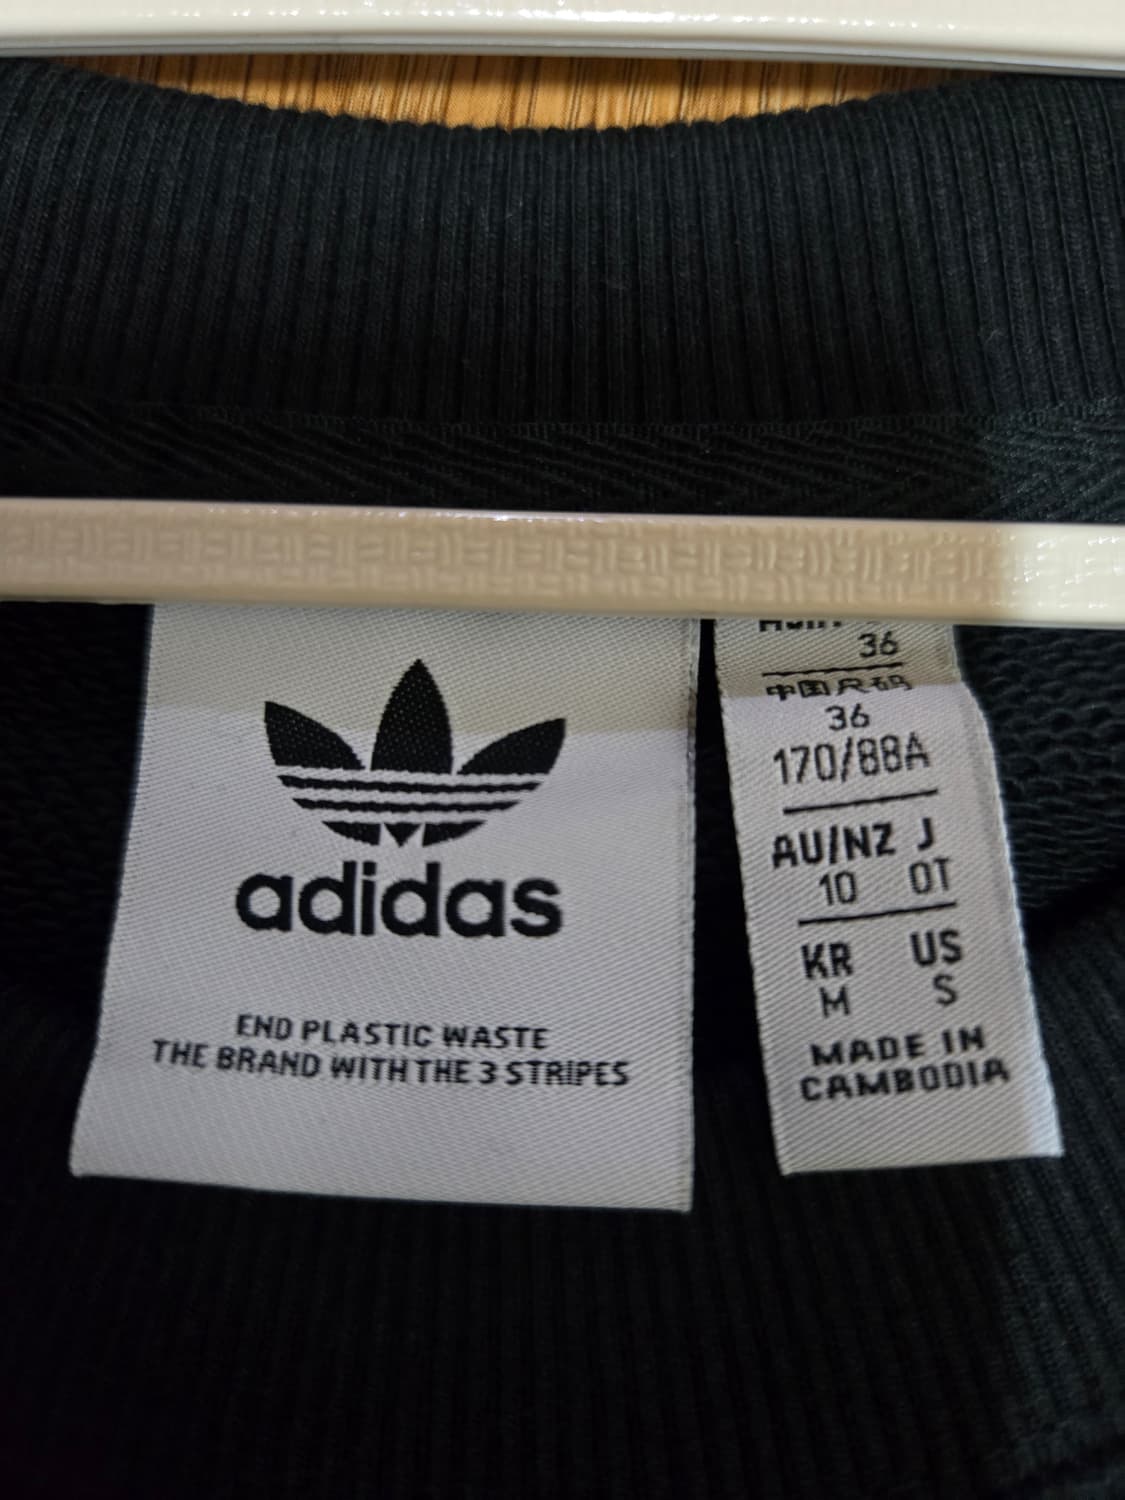 adidas
END PLASTIC WASTE
THE BRAND WITH THE 3 STRIPES
36
中国尺码
36
170/88A
AU/NZ J
10 OT
KR US
M S
MADE IN
CAMBODIA